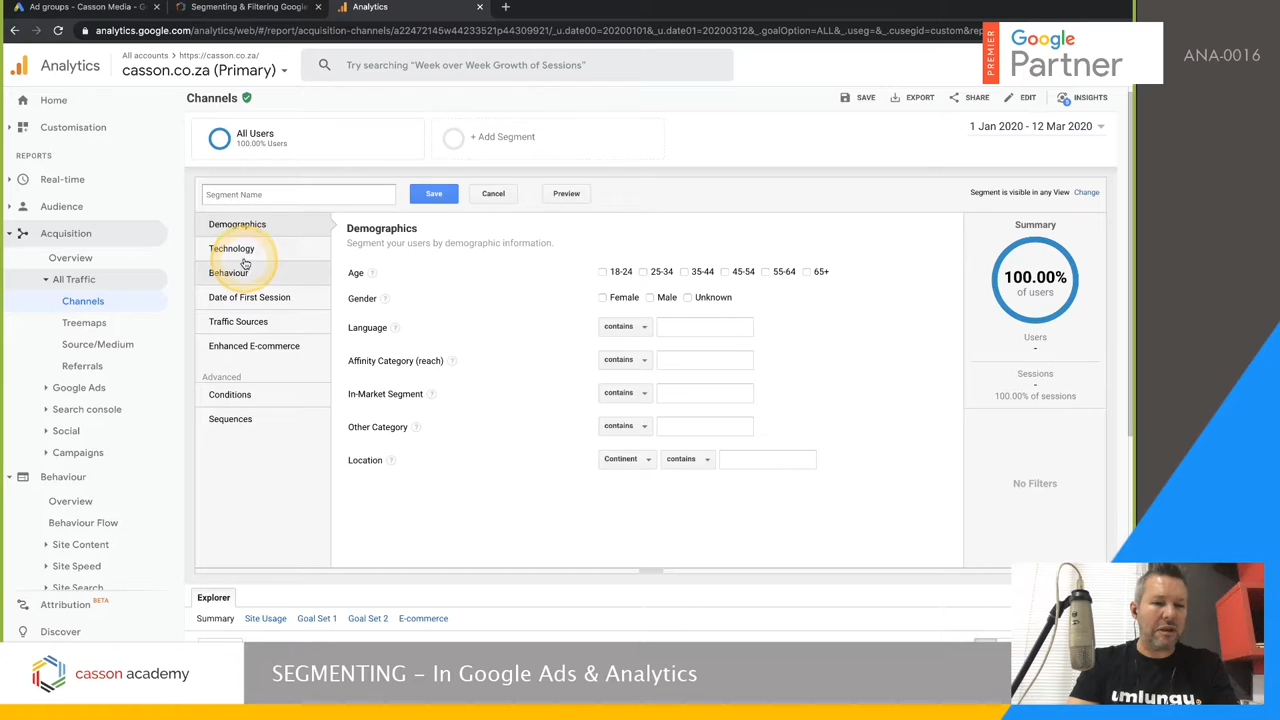 Ad groups - Casson Media - G
Segmenting & Filtering Google
Analytics
analytics.google.com/analytics/web/#/report/acquisition-channels/a22472145w44233521p44309921/_u.date00=20200101&_u.date01=20200312&_.goalOption=ALL&_.useg=&_.cusegid=custom&rep
PREMIER
Google
Partner
ANA-0016
Analytics
All accounts > https://casson.co.za/
casson.co.za (Primary)
Try searching "Week over Week Growth of Sessions"
Home
Customisation
REPORTS
Real-time
Audience
Acquisition
Overview
All Traffic
Channels
Treemaps
Source/Medium
Referrals
Google Ads
Search console
Social
Campaigns
Behaviour
Overview
Behaviour Flow
Site Content
Site Speed
Site Search
Attribution BETA
Discover
Channels
SAVE
EXPORT
SHARE
EDIT
INSIGHTS
All Users
100.00% Users
+ Add Segment
1 Jan 2020 - 12 Mar 2020
Segment Name
Save
Cancel
Preview
Segment is visible in any View Change
Demographics
Technology
Behaviour
Date of First Session
Traffic Sources
Enhanced E-commerce
Advanced
Conditions
Sequences
Demographics
Segment your users by demographic information.
Age ? 18-24 25-34 35-44 45-54 55-64 65+
Gender ? Female Male Unknown
Language ? contains
Affinity Category (reach) ? contains
In-Market Segment ? contains
Other Category ? contains
Location ? Continent contains
Summary
100.00%
of users
Users
-
Sessions
-
100.00% of sessions
No Filters
Explorer
Summary Site Usage Goal Set 1 Goal Set 2 E-commerce
casson academy
SEGMENTING – In Google Ads & Analytics
umlungu.